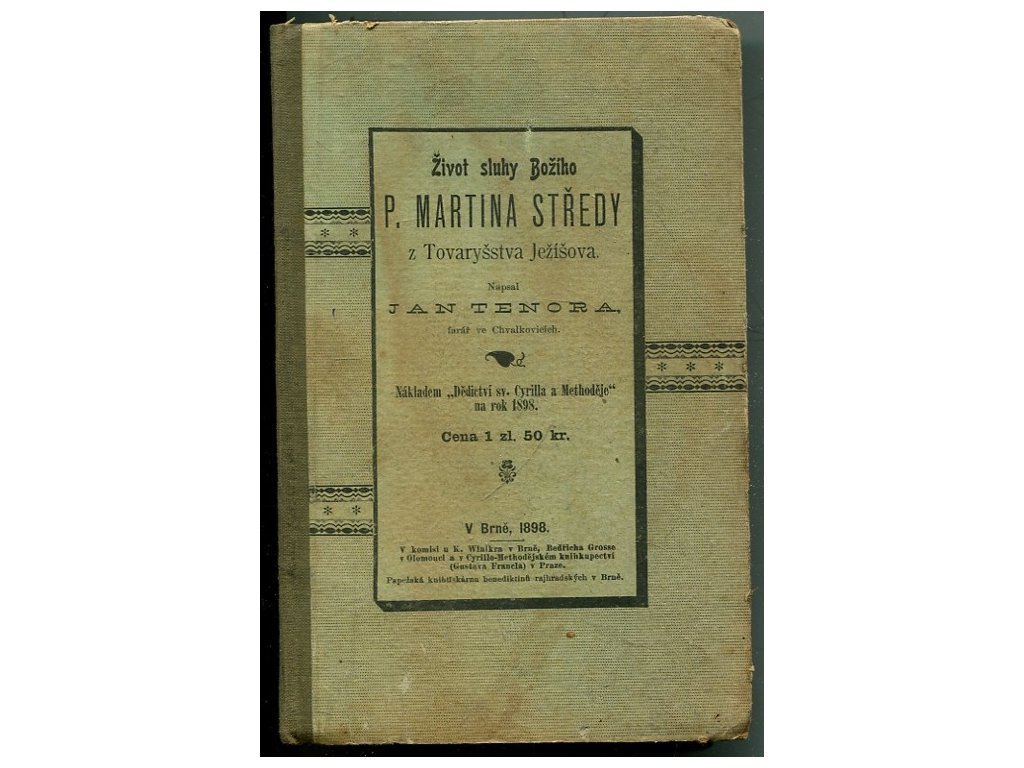 Život sluhy Božího
P. MARTINA STŘEDY
z Tovaryšstva Ježíšova.
Napsal
JAN TENORA,
farář ve Chvalkovicích.
Nákladem „Dědictví sv. Cyrilla a Methoděje“
na rok 1898.
Cena 1 zl. 50 kr.
V Brně, 1898.
V komisi u K. Winikra v Brně, Bedřicha Grosse
v Olomouci a v Cyrillo-Methodějském knihkupectví
(Gustava Francla) v Praze.
Papežská knihtiskárna benediktinů rajhradských v Brně.